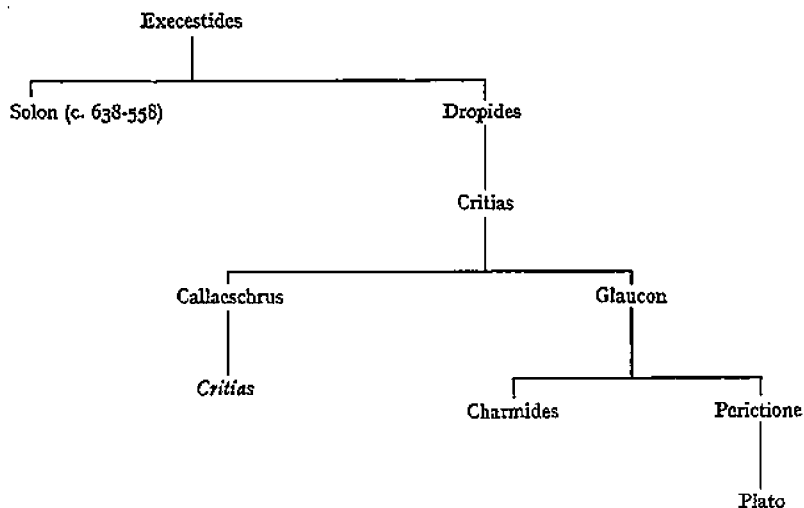 Execestides
Solon (c. 638-558)
Dropides
Critias
Callaeschrus
Glaucon
Critias
Charmides
Perictione
Plato